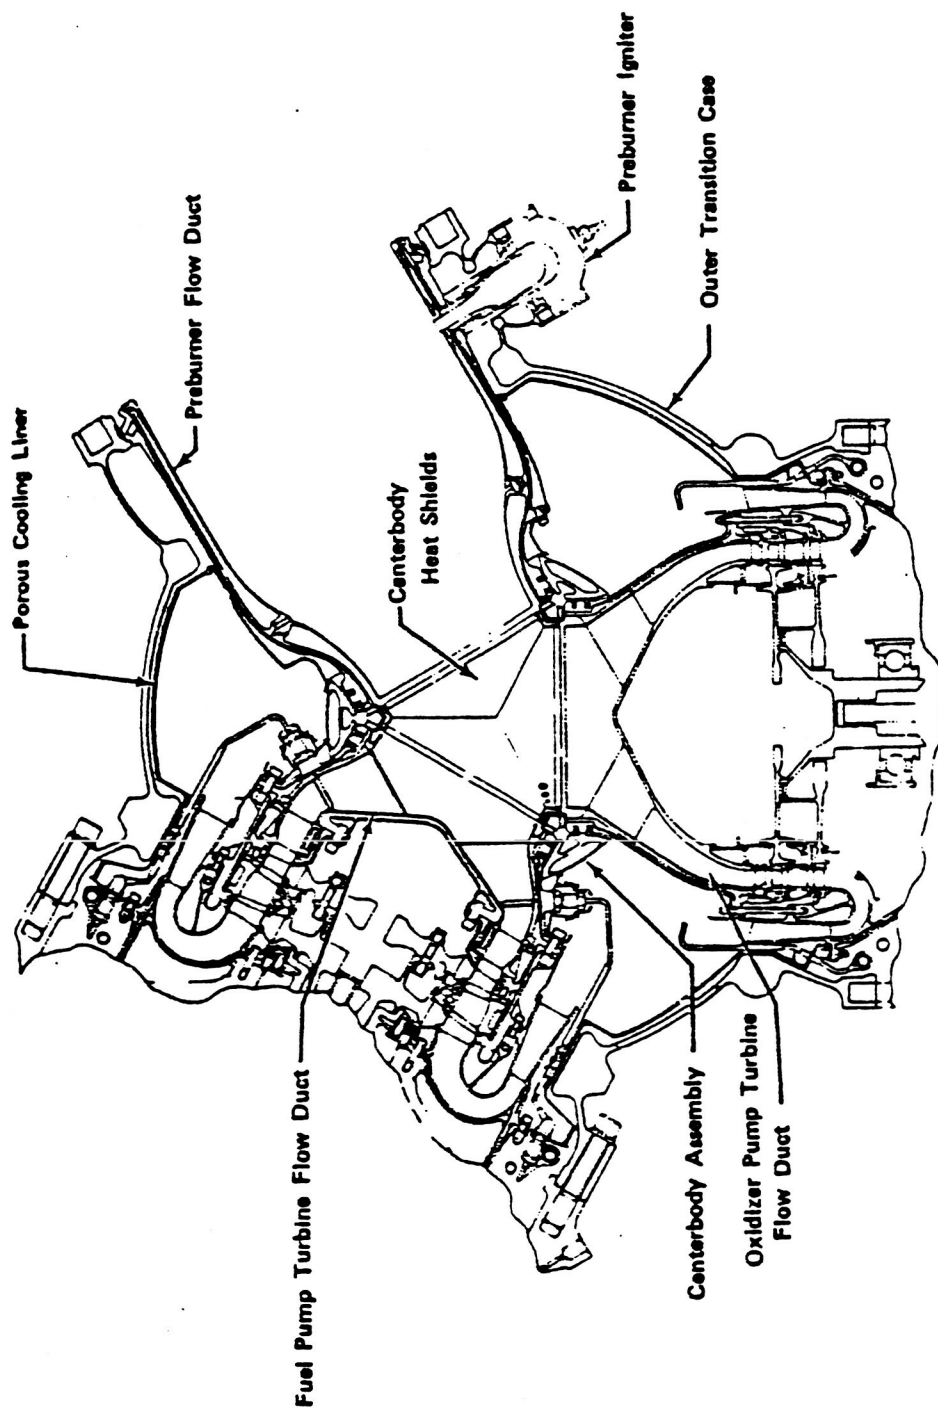 Porous Cooling Liner
Preburner Flow Duct
Centerbody
Heat Shields
Preburner Igniter
Outer Transition Case
Fuel Pump Turbine Flow Duct
Centerbody Assembly
Oxidizer Pump Turbine
Flow Duct